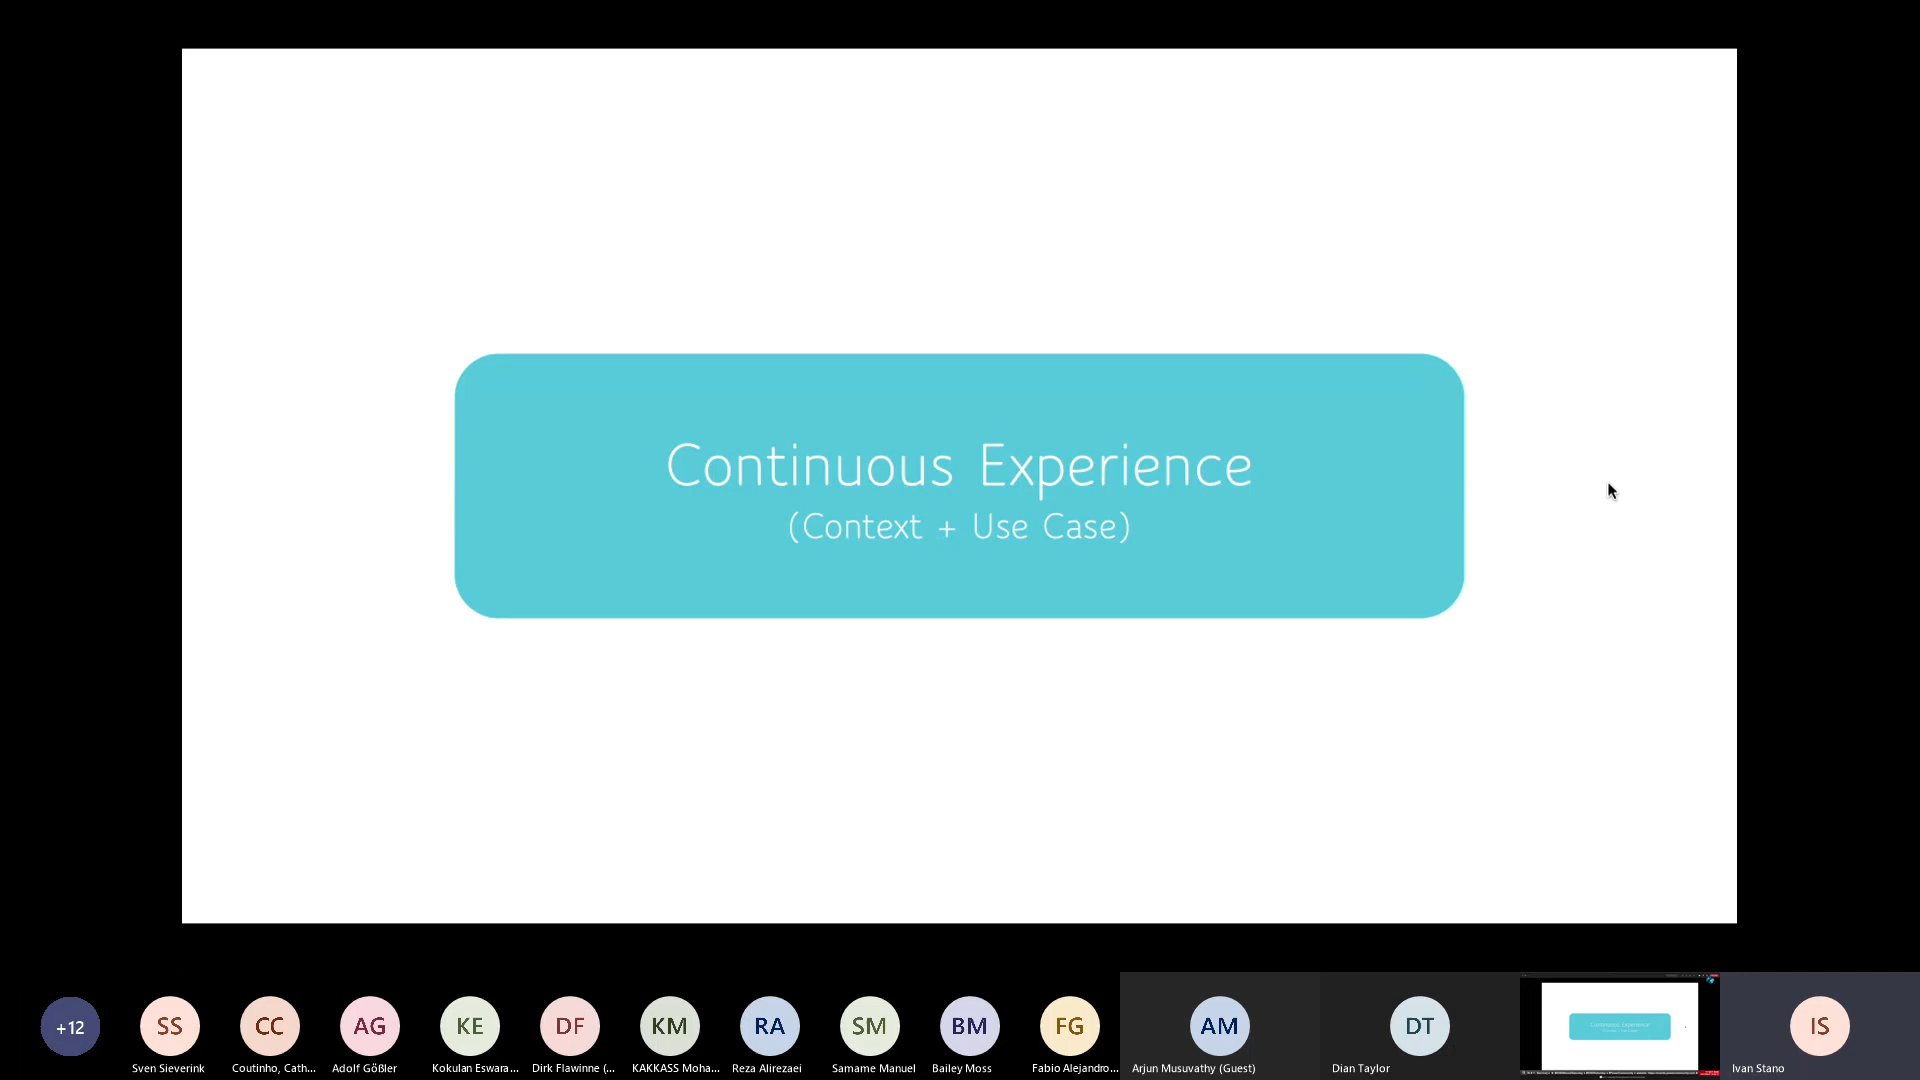 Continuous Experience
(Context + Use Case)
+12
SS
CC
AG
KE
DF
KM
RA
SM
BM
FG
AM
DT
IS
Sven Sieverink
Coutinho, Cath...
Adolf Gößler
Kokulan Eswara...
Dirk Flawinne (...
KAKKASS Moha...
Reza Alirezaei
Samame Manuel
Bailey Moss
Fabio Alejandro...
Arjun Musuvathy (Guest)
Dian Taylor
Ivan Stano